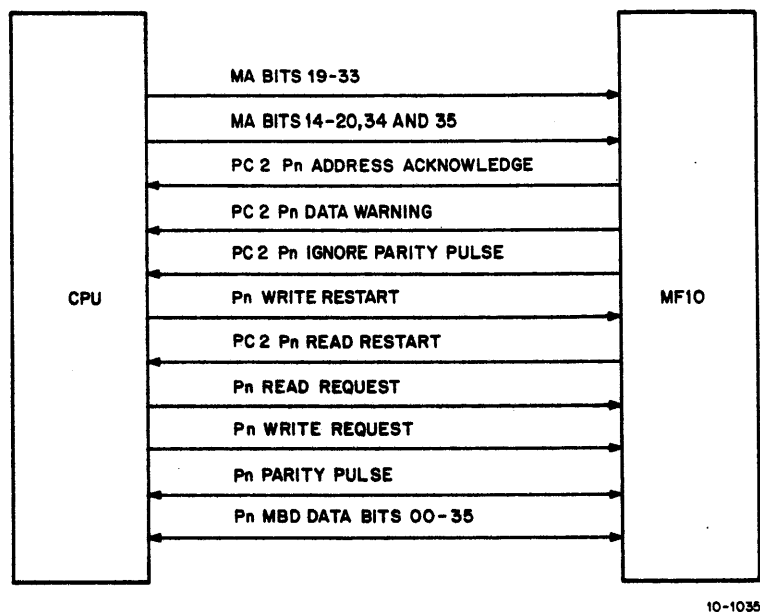 MA BITS 19-33
MA BITS 14-20,34 AND 35
PC 2 Pn ADDRESS ACKNOWLEDGE
PC 2 Pn DATA WARNING
PC 2 Pn IGNORE PARITY PULSE
CPU
Pn WRITE RESTART
MF10
PC 2 Pn READ RESTART
Pn READ REQUEST
Pn WRITE REQUEST
Pn PARITY PULSE
Pn MBD DATA BITS 00-35
10-1035